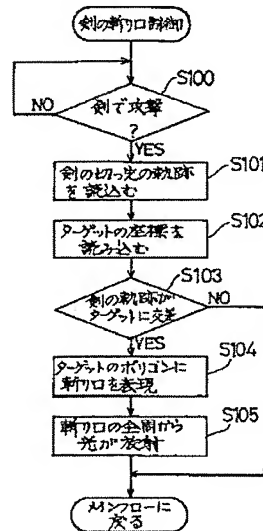 剣の斬り口制御
S100
剣で攻撃
?
NO
YES
S101
剣の切っ先の軌跡
を読込む
S102
ターゲットの座標を
読み込む
S103
剣の軌跡が
ターゲットに交差
NO
YES
S104
ターゲットのポリゴンに
斬り口を表現
S105
斬り口の全周から
光が放射
メインフローに
戻る